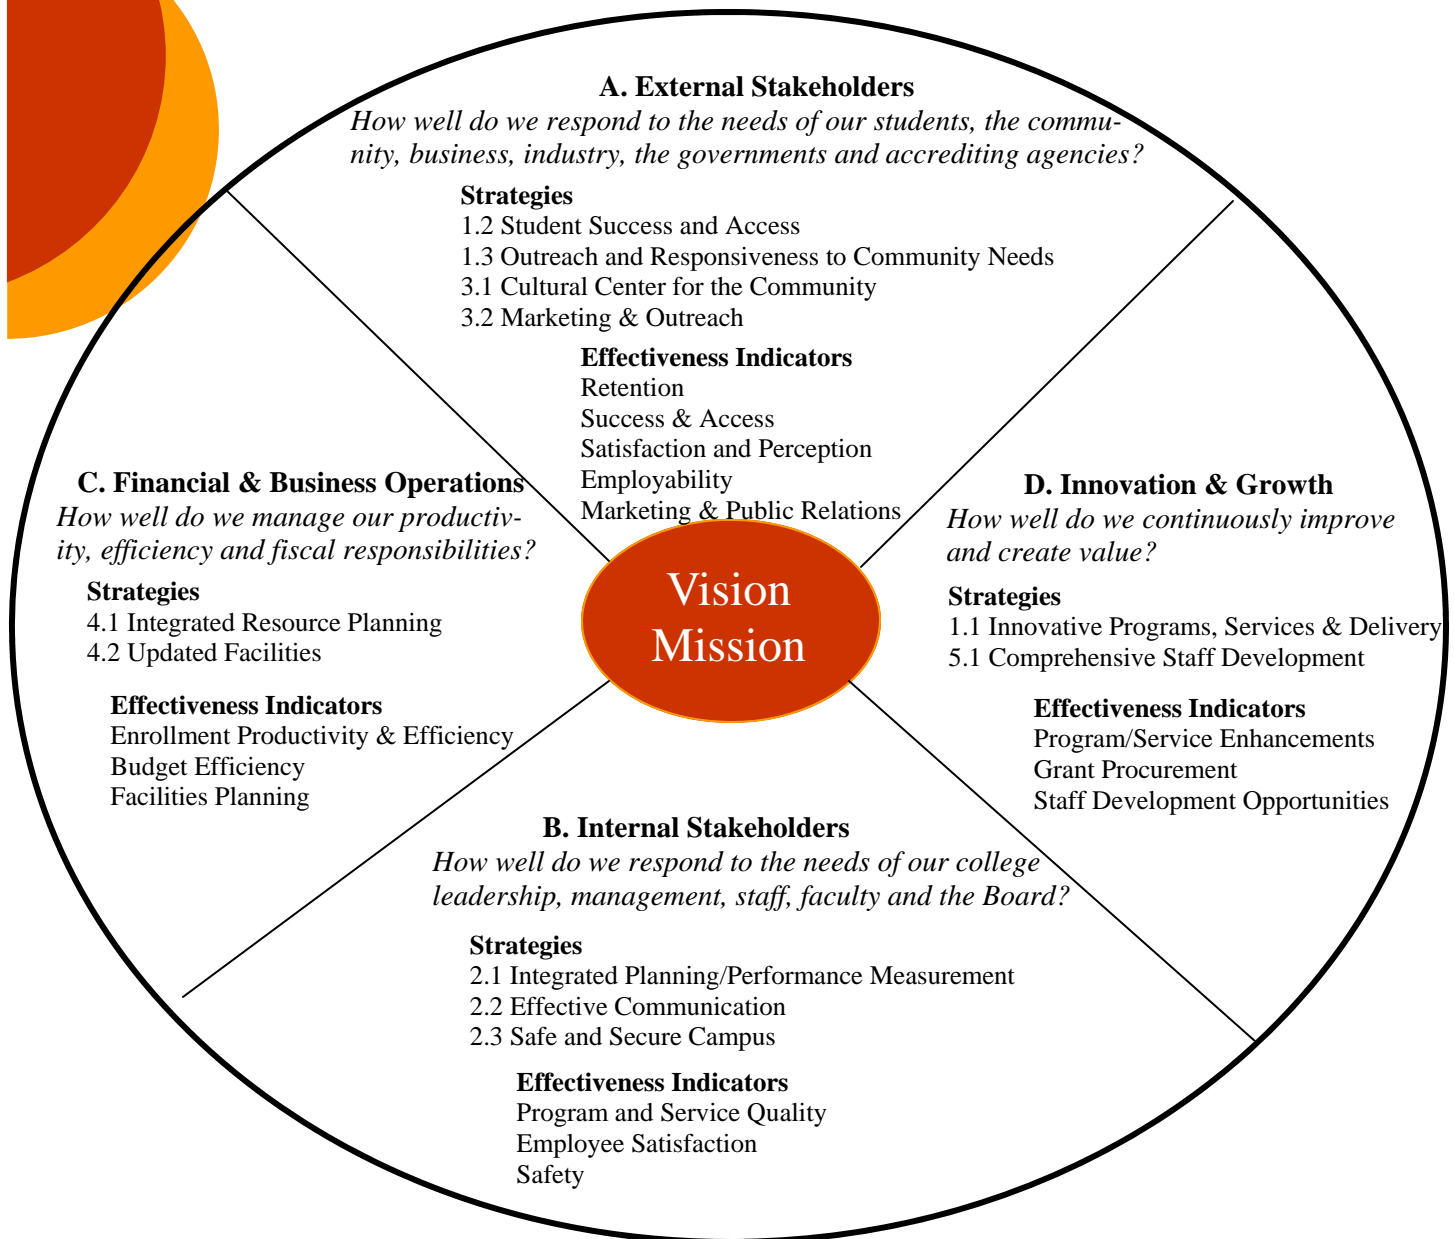 A. External Stakeholders
How well do we respond to the needs of our students, the commu-
nity, business, industry, the governments and accrediting agencies?
Strategies
1.2 Student Success and Access
1.3 Outreach and Responsiveness to Community Needs
3.1 Cultural Center for the Community
3.2 Marketing & Outreach
Effectiveness Indicators
Retention
Success & Access
Satisfaction and Perception
Employability
Marketing & Public Relations
C. Financial & Business Operations
How well do we manage our productiv-
ity, efficiency and fiscal responsibilities?
Strategies
4.1 Integrated Resource Planning
4.2 Updated Facilities
Effectiveness Indicators
Enrollment Productivity & Efficiency
Budget Efficiency
Facilities Planning
Vision
Mission
D. Innovation & Growth
How well do we continuously improve
and create value?
Strategies
1.1 Innovative Programs, Services & Delivery
5.1 Comprehensive Staff Development
Effectiveness Indicators
Program/Service Enhancements
Grant Procurement
Staff Development Opportunities
B. Internal Stakeholders
How well do we respond to the needs of our college
leadership, management, staff, faculty and the Board?
Strategies
2.1 Integrated Planning/Performance Measurement
2.2 Effective Communication
2.3 Safe and Secure Campus
Effectiveness Indicators
Program and Service Quality
Employee Satisfaction
Safety